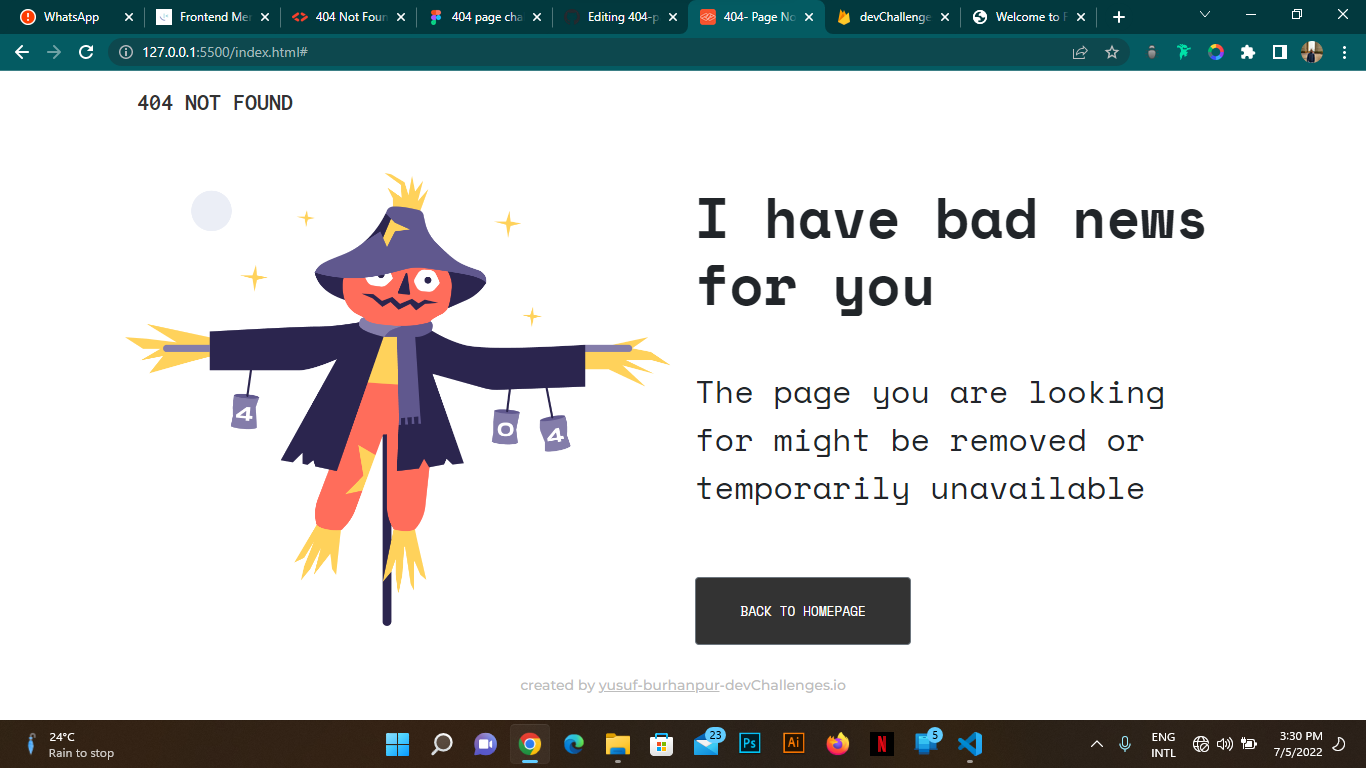 WhatsApp
Frontend Mer
404 Not Foun
404 page cha
Editing 404-p
404- Page No
devChallenge
Welcome to F
127.0.0.1:5500/index.html#
404 NOT FOUND
I have bad news
for you
4
0
4
The page you are looking
for might be removed or
temporarily unavailable
BACK TO HOMEPAGE
created by yusuf-burhanpur-devChallenges.io
24°C
Rain to stop
23
Ps
Ai
N
5
ENG
INTL
3:30 PM
7/5/2022